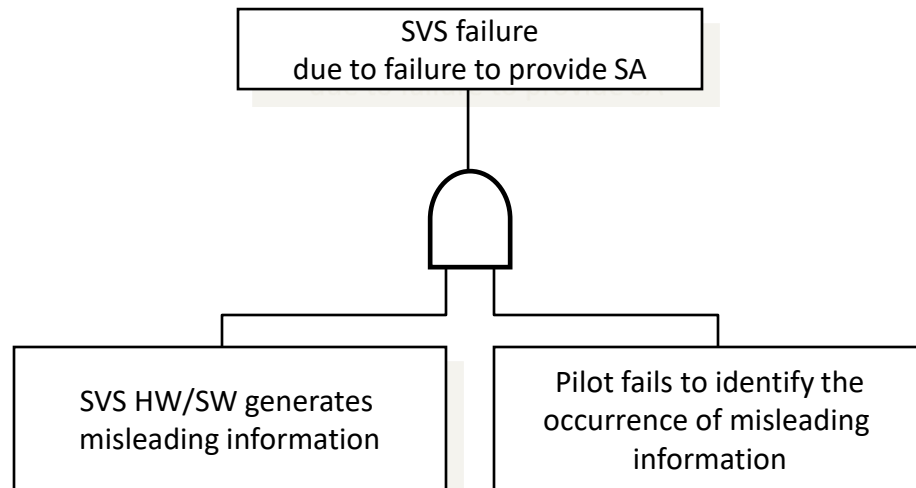 SVS failure
due to failure to provide SA
SVS HW/SW generates
misleading information
Pilot fails to identify the
occurrence of misleading
information